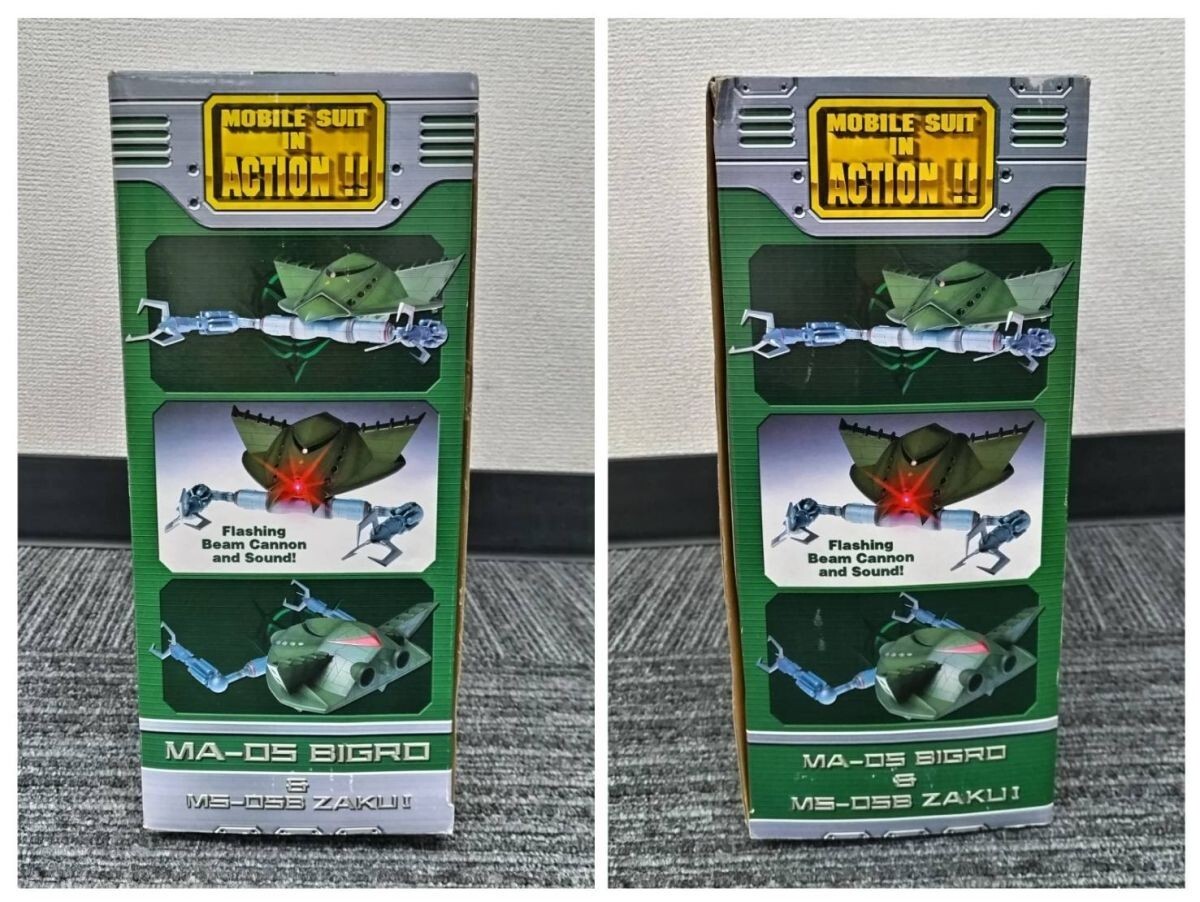 MOBILE SUIT
IN
ACTION !!
Flashing
Beam Cannon
and Sound!
MA-05 BIGRO
&
MS-05B ZAKU I
MOBILE SUIT
IN
ACTION !!
Flashing
Beam Cannon
and Sound!
MA-05 BIGRO
&
MS-05B ZAKU I